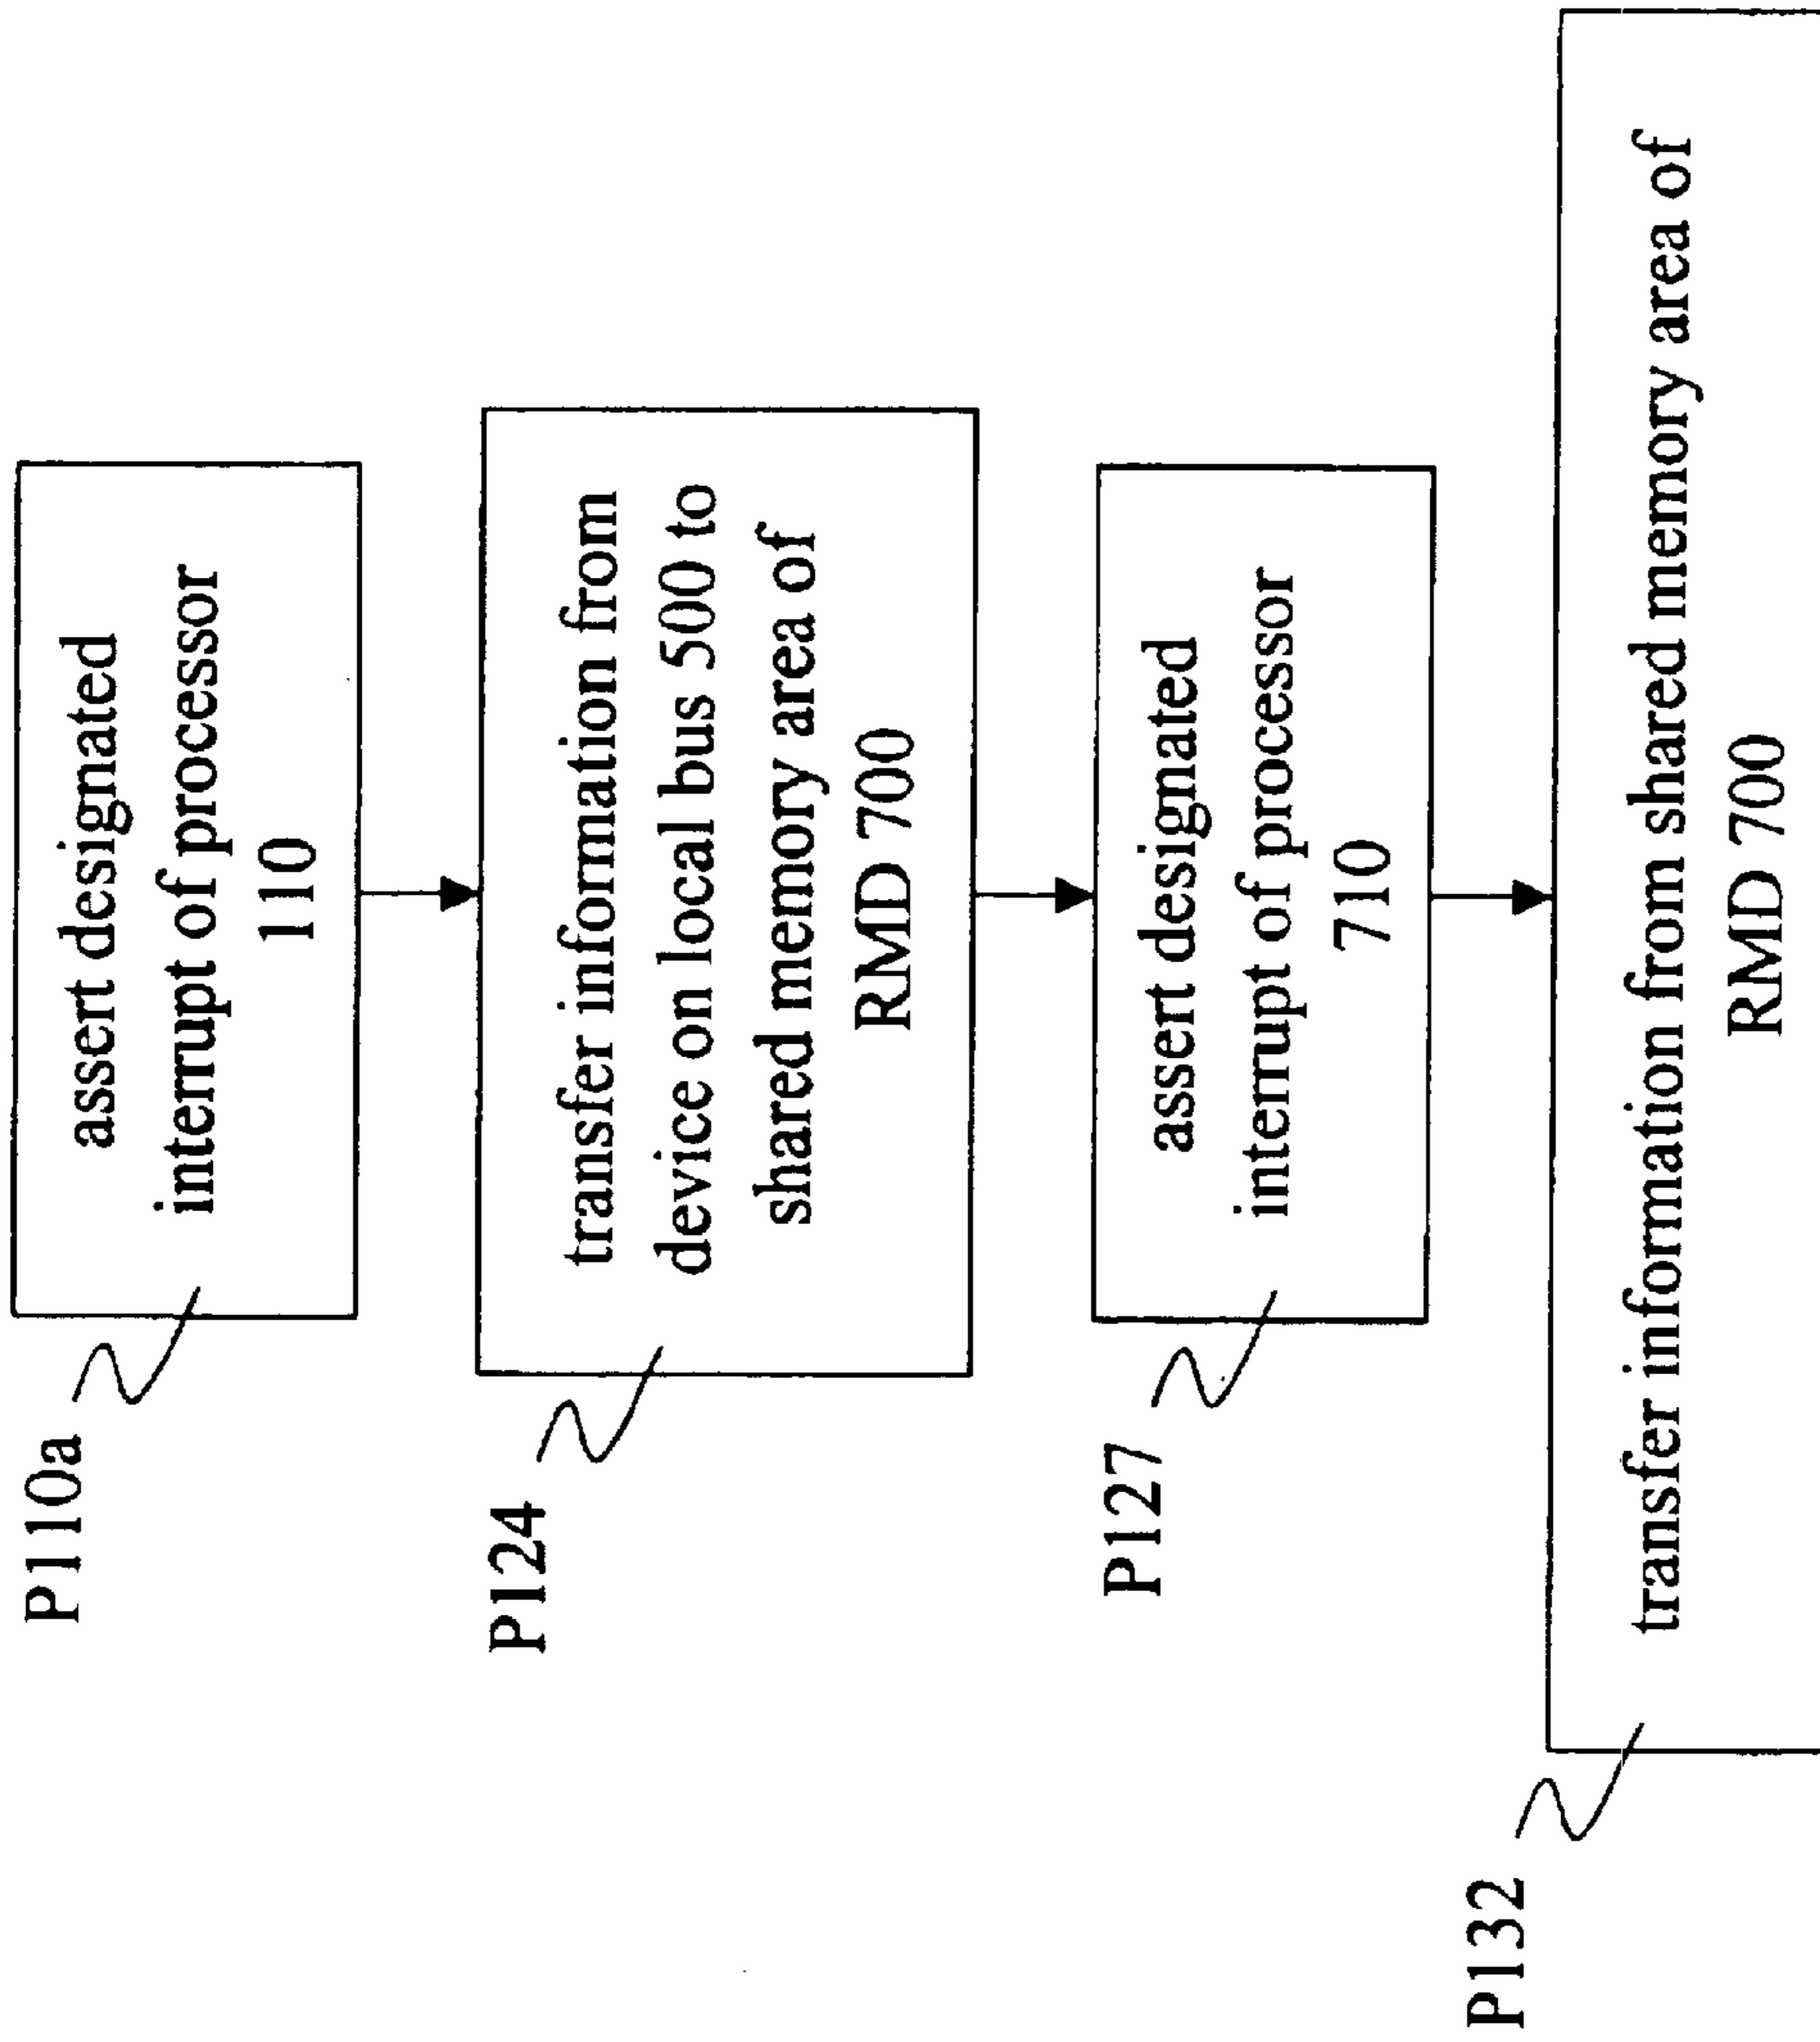 P110a
assert designated
interrupt of processor
110
P124
transfer information from
device on local bus 500 to
shared memory area of
RMD 700
P127
assert designated
interrupt of processor
710
P132
transfer information from shared memory area of
RMD 700